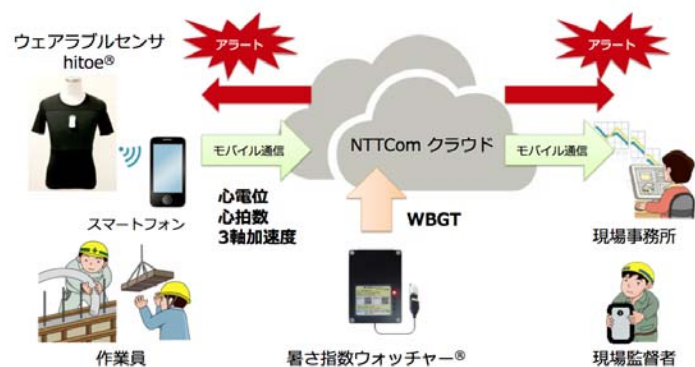 ウェアラブルセンサ
hitoe®
アラート
アラート
モバイル通信
NTTCom クラウド
モバイル通信
スマートフォン
心電位
心拍数
3軸加速度
WBGT
現場事務所
作業員
暑さ指数ウォッチャー®
現場監督者